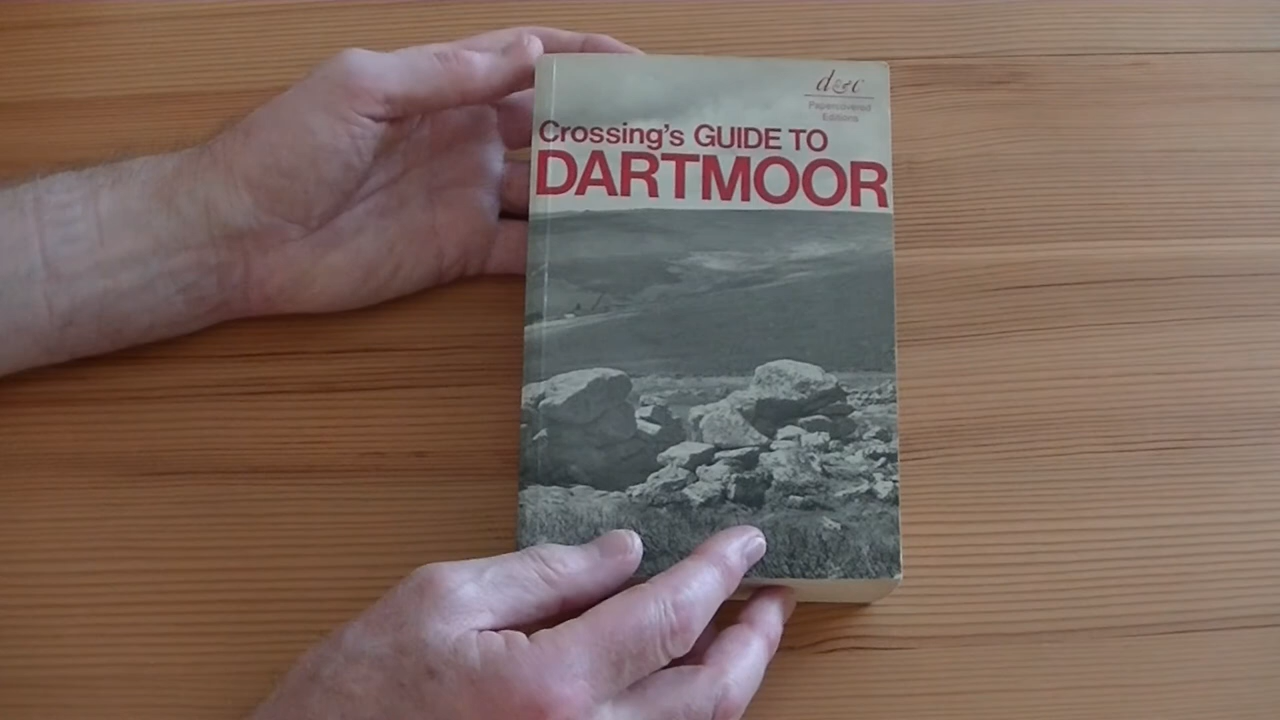 d&c
Papercovered
Editions
Crossing's GUIDE TO
DARTMOOR